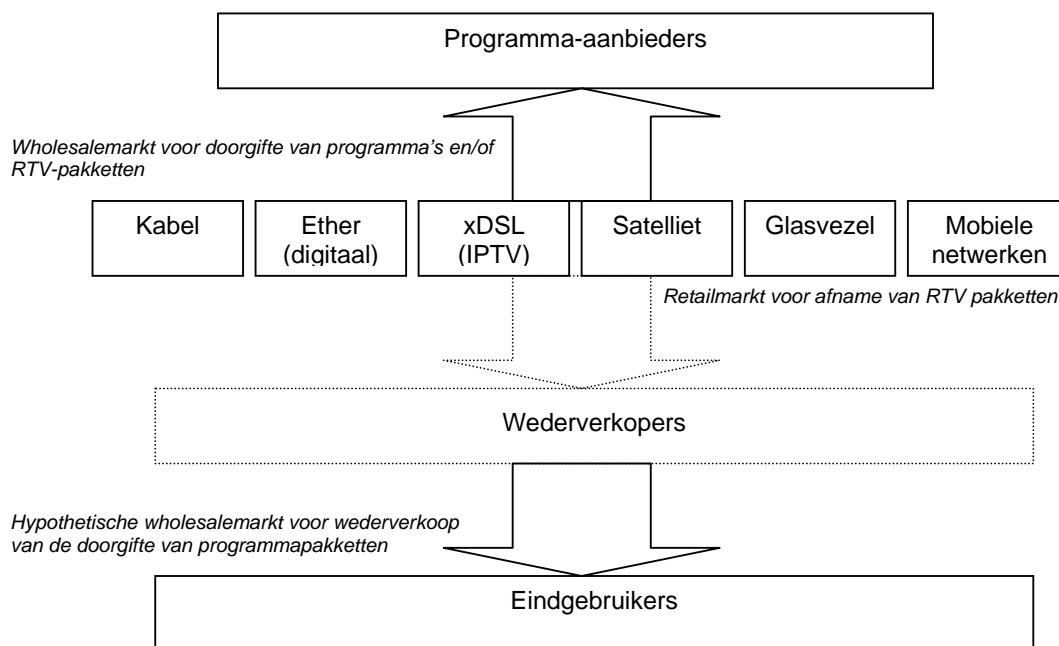 Programma-aanbieders
Wholesalemarkt voor doorgifte van programma's en/of
RTV-pakketten
Kabel
Ether
(digitaal)
xDSL
(IPTV)
Satelliet
Glasvezel
Mobiele
netwerken
Retailmarkt voor afname van RTV pakketten
Wederverkopers
Hypothetische wholesalemarkt voor wederverkoop
van de doorgifte van programmapakketten
Eindgebruikers